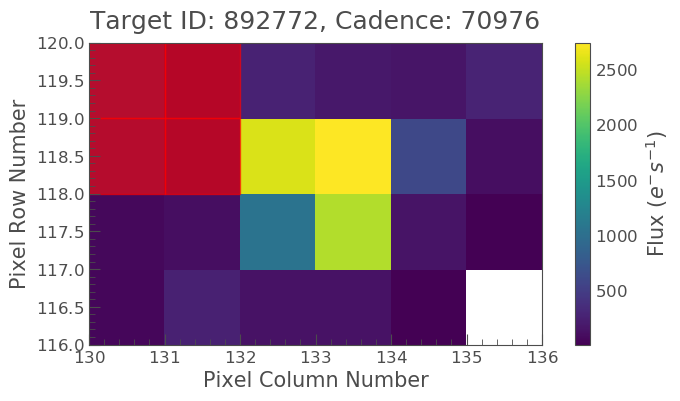 Target ID: 892772, Cadence: 70976
120.0
119.5
119.0
118.5
118.0
117.5
117.0
116.5
116.0
Pixel Row Number
130 131 132 133 134 135 136
Pixel Column Number
2500
2000
1500
1000
500
Flux (e⁻s⁻¹)